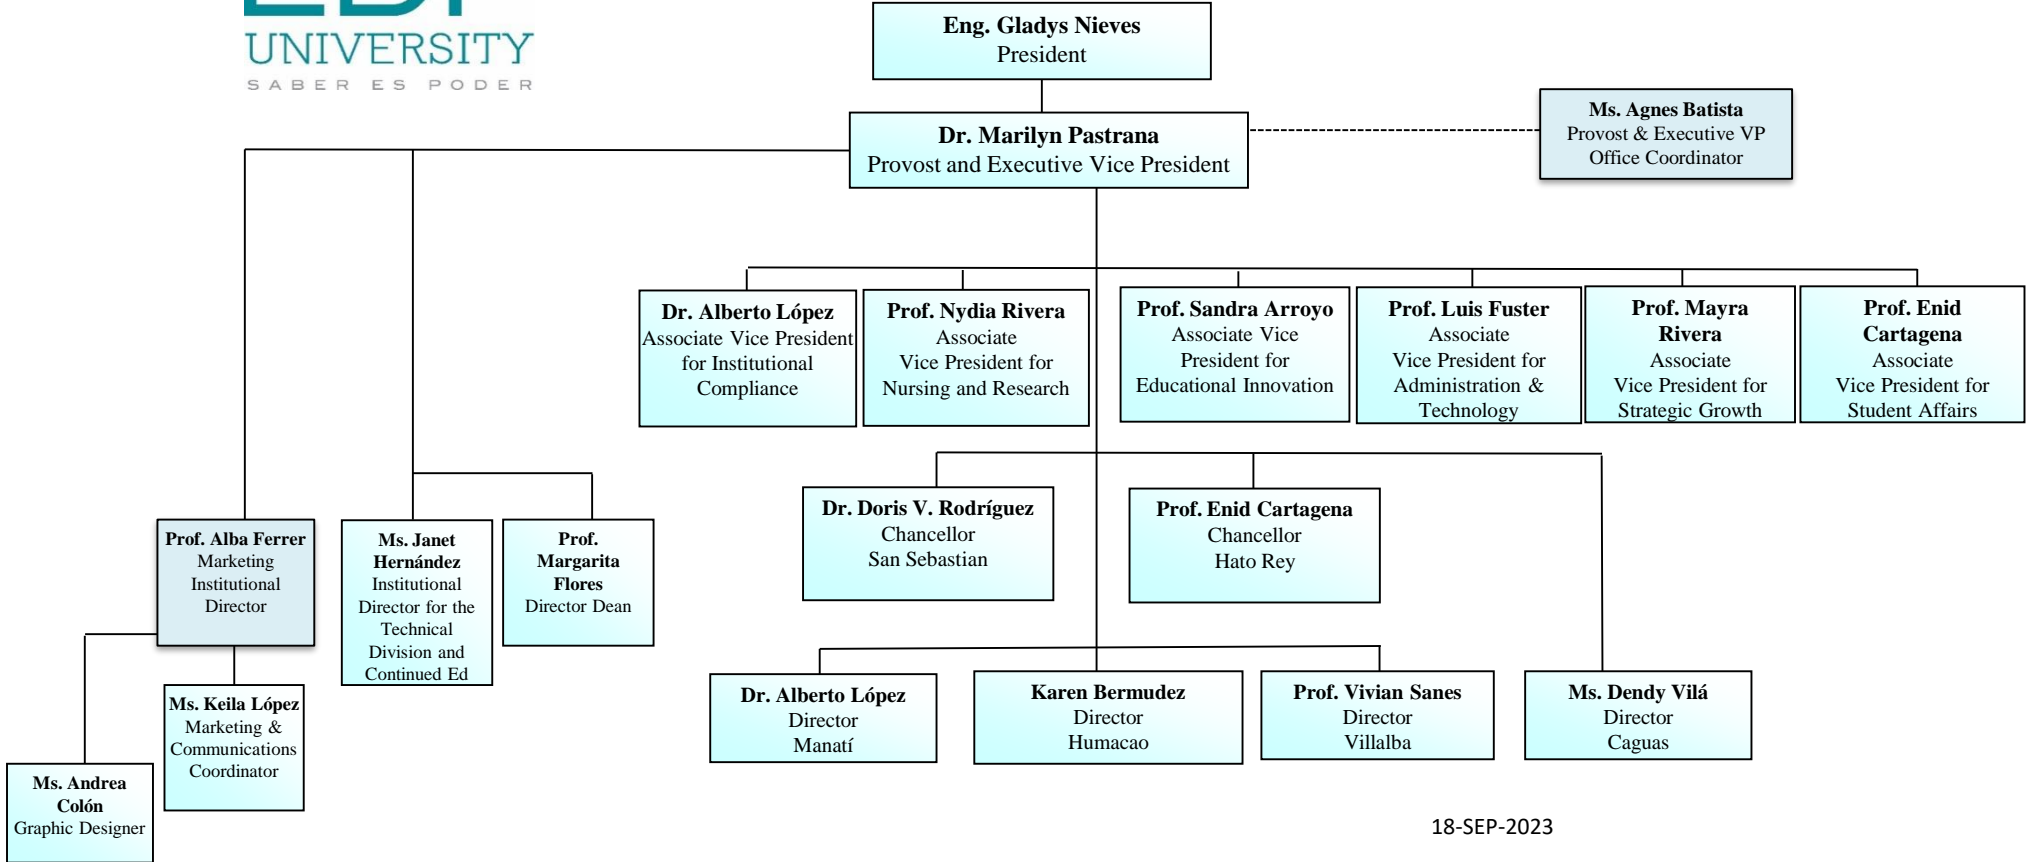 UNIVERSITY
SABER ES PODER
Eng. Gladys Nieves
President
Dr. Marilyn Pastrana
Provost and Executive Vice President
Ms. Agnes Batista
Provost & Executive VP
Office Coordinator
Dr. Alberto López
Associate Vice President
for Institutional
Compliance
Prof. Nydia Rivera
Associate
Vice President for
Nursing and Research
Prof. Sandra Arroyo
Associate Vice
President for
Educational Innovation
Prof. Luis Fuster
Associate
Vice President for
Administration &
Technology
Prof. Mayra
Rivera
Associate
Vice President for
Strategic Growth
Prof. Enid
Cartagena
Associate
Vice President for
Student Affairs
Dr. Doris V. Rodríguez
Chancellor
San Sebastian
Prof. Enid Cartagena
Chancellor
Hato Rey
Prof. Alba Ferrer
Marketing
Institutional
Director
Ms. Janet
Hernández
Institutional
Director for the
Technical
Division and
Continued Ed
Prof.
Margarita
Flores
Director Dean
Dr. Alberto López
Director
Manatí
Karen Bermudez
Director
Humacao
Prof. Vivian Sanes
Director
Villalba
Ms. Dendy Vilá
Director
Caguas
Ms. Keila López
Marketing &
Communications
Coordinator
Ms. Andrea
Colón
Graphic Designer
18-SEP-2023